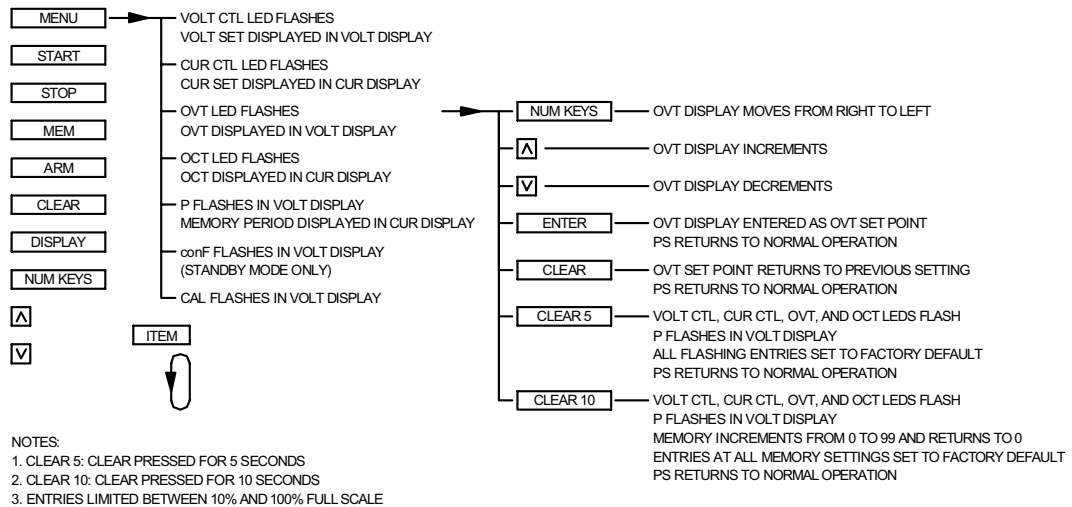 MENU
START
STOP
MEM
ARM
CLEAR
DISPLAY
NUM KEYS
ITEM
VOLT CTL LED FLASHES
VOLT SET DISPLAYED IN VOLT DISPLAY
CUR CTL LED FLASHES
CUR SET DISPLAYED IN CUR DISPLAY
OVT LED FLASHES
OVT DISPLAYED IN VOLT DISPLAY
OCT LED FLASHES
OCT DISPLAYED IN CUR DISPLAY
P FLASHES IN VOLT DISPLAY
MEMORY PERIOD DISPLAYED IN CUR DISPLAY
conF FLASHES IN VOLT DISPLAY
(STANDBY MODE ONLY)
CAL FLASHES IN VOLT DISPLAY
NUM KEYS
OVT DISPLAY MOVES FROM RIGHT TO LEFT
OVT DISPLAY INCREMENTS
OVT DISPLAY DECREMENTS
ENTER
OVT DISPLAY ENTERED AS OVT SET POINT
PS RETURNS TO NORMAL OPERATION
CLEAR
OVT SET POINT RETURNS TO PREVIOUS SETTING
PS RETURNS TO NORMAL OPERATION
CLEAR 5
VOLT CTL, CUR CTL, OVT, AND OCT LEDS FLASH
P FLASHES IN VOLT DISPLAY
ALL FLASHING ENTRIES SET TO FACTORY DEFAULT
PS RETURNS TO NORMAL OPERATION
CLEAR 10
VOLT CTL, CUR CTL, OVT, AND OCT LEDS FLASH
P FLASHES IN VOLT DISPLAY
MEMORY INCREMENTS FROM 0 TO 99 AND RETURNS TO 0
ENTRIES AT ALL MEMORY SETTINGS SET TO FACTORY DEFAULT
PS RETURNS TO NORMAL OPERATION
NOTES:
1. CLEAR 5: CLEAR PRESSED FOR 5 SECONDS
2. CLEAR 10: CLEAR PRESSED FOR 10 SECONDS
3. ENTRIES LIMITED BETWEEN 10% AND 100% FULL SCALE